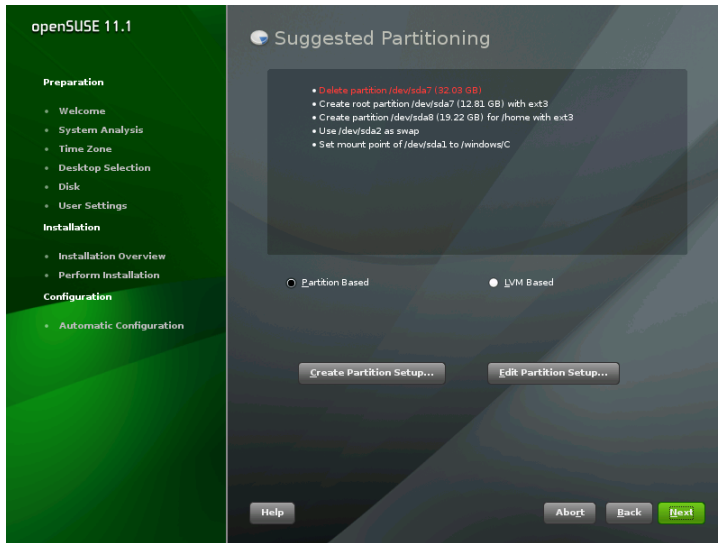 openSUSE 11.1
Suggested Partitioning
Preparation
• Welcome
• System Analysis
• Time Zone
• Desktop Selection
• Disk
• User Settings
Installation
• Installation Overview
• Perform Installation
Configuration
• Automatic Configuration
• Delete partition /dev/sda7 (32.03 GB)
• Create root partition /dev/sda7 (12.81 GB) with ext3
• Create partition /dev/sda8 (19.22 GB) for /home with ext3
• Use /dev/sda2 as swap
• Set mount point of /dev/sda1 to /windows/C
Partition Based
LVM Based
Create Partition Setup...
Edit Partition Setup...
Help
Abort
Back
Next